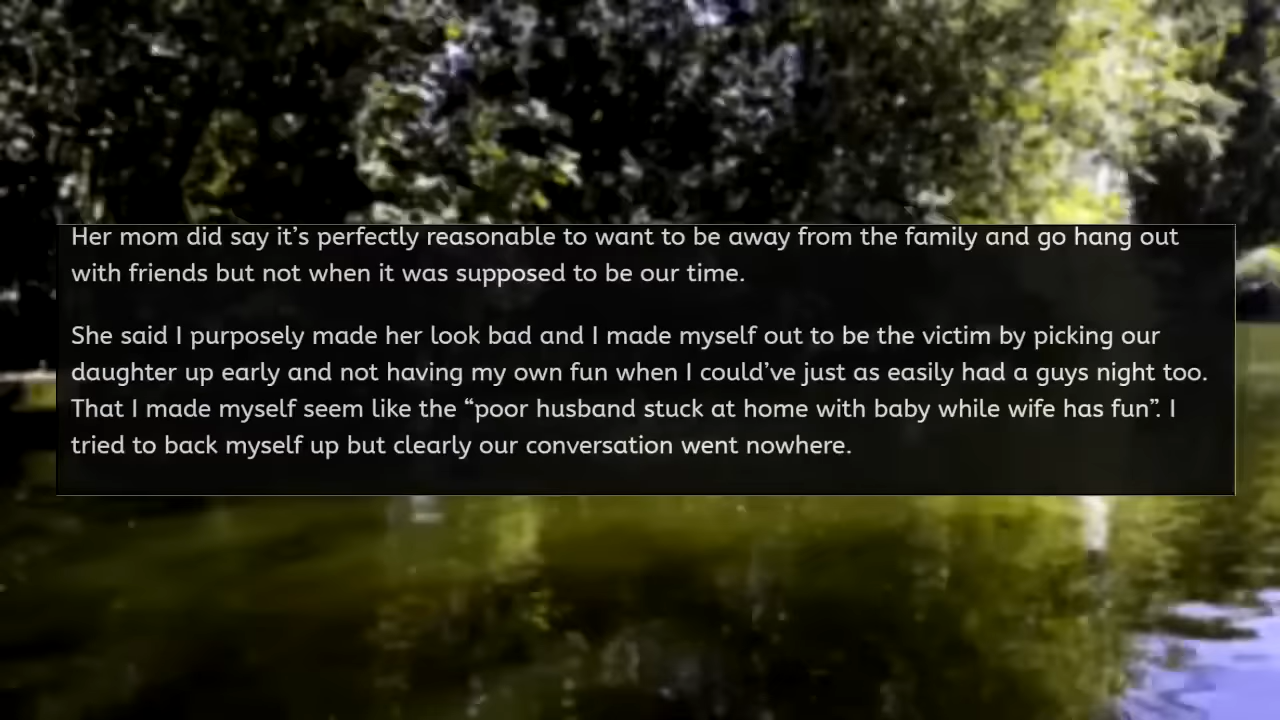 Her mom did say it’s perfectly reasonable to want to be away from the family and go hang out
with friends but not when it was supposed to be our time.
She said I purposely made her look bad and I made myself out to be the victim by picking our
daughter up early and not having my own fun when I could’ve just as easily had a guys night too.
That I made myself seem like the “poor husband stuck at home with baby while wife has fun”. I
tried to back myself up but clearly our conversation went nowhere.